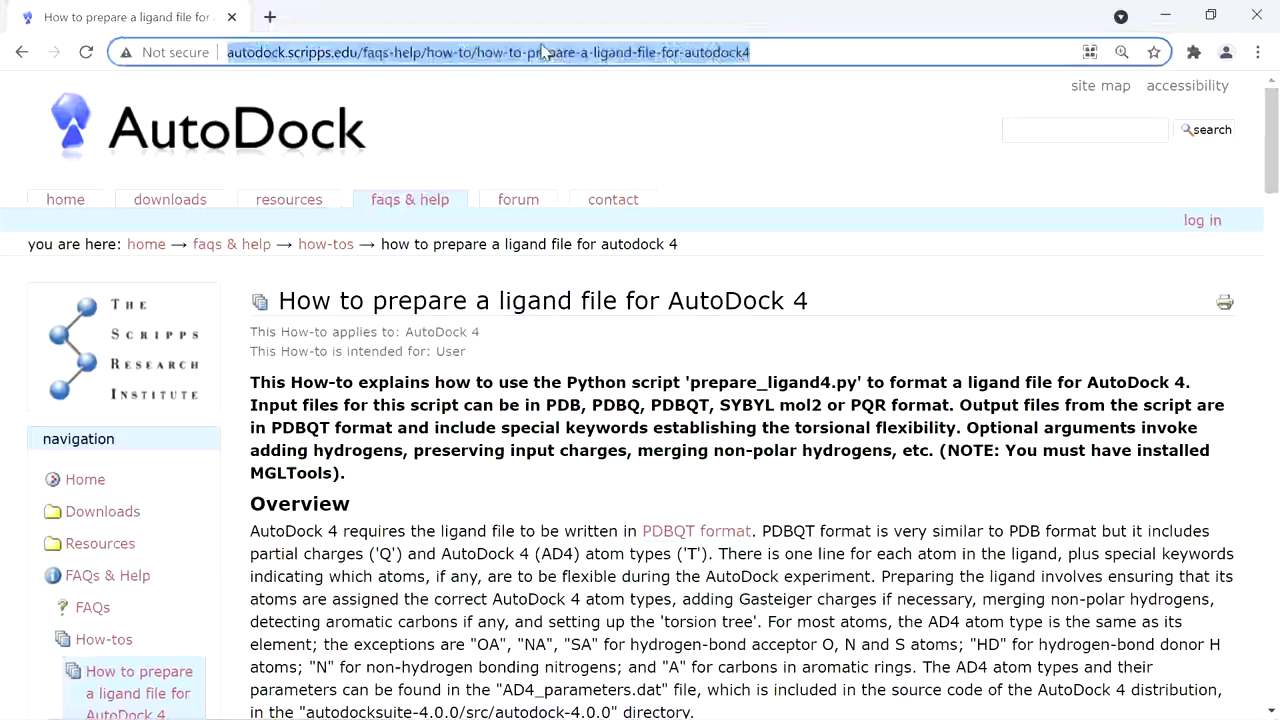 How to prepare a ligand file for
Not secure
autodock.scripps.edu/faqs-help/how-to/how-to-prepare-a-ligand-file-for-autodock4
site map accessibility
AutoDock
search
home downloads resources faqs & help forum contact
log in
you are here: home → faqs & help → how-tos → how to prepare a ligand file for autodock 4
THE
SCRIPPS
RESEARCH
INSTITUTE
navigation
Home
Downloads
Resources
FAQs & Help
FAQs
How-tos
How to prepare
a ligand file for
AutoDock 4
How to prepare a ligand file for AutoDock 4
This How-to applies to: AutoDock 4
This How-to is intended for: User
This How-to explains how to use the Python script 'prepare_ligand4.py' to format a ligand file for AutoDock 4.
Input files for this script can be in PDB, PDBQ, PDBQT, SYBYL mol2 or PQR format. Output files from the script are
in PDBQT format and include special keywords establishing the torsional flexibility. Optional arguments invoke
adding hydrogens, preserving input charges, merging non-polar hydrogens, etc. (NOTE: You must have installed
MGLTools).
Overview
AutoDock 4 requires the ligand file to be written in PDBQT format. PDBQT format is very similar to PDB format but it includes
partial charges ('Q') and AutoDock 4 (AD4) atom types ('T'). There is one line for each atom in the ligand, plus special keywords
indicating which atoms, if any, are to be flexible during the AutoDock experiment. Preparing the ligand involves ensuring that its
atoms are assigned the correct AutoDock 4 atom types, adding Gasteiger charges if necessary, merging non-polar hydrogens,
detecting aromatic carbons if any, and setting up the 'torsion tree'. For most atoms, the AD4 atom type is the same as its
element; the exceptions are "OA", "NA", "SA" for hydrogen-bond acceptor O, N and S atoms; "HD" for hydrogen-bond donor H
atoms; "N" for non-hydrogen bonding nitrogens; and "A" for carbons in aromatic rings. The AD4 atom types and their
parameters can be found in the "AD4_parameters.dat" file, which is included in the source code of the AutoDock 4 distribution,
in the "autodocksuite-4.0.0/src/autodock-4.0.0" directory.